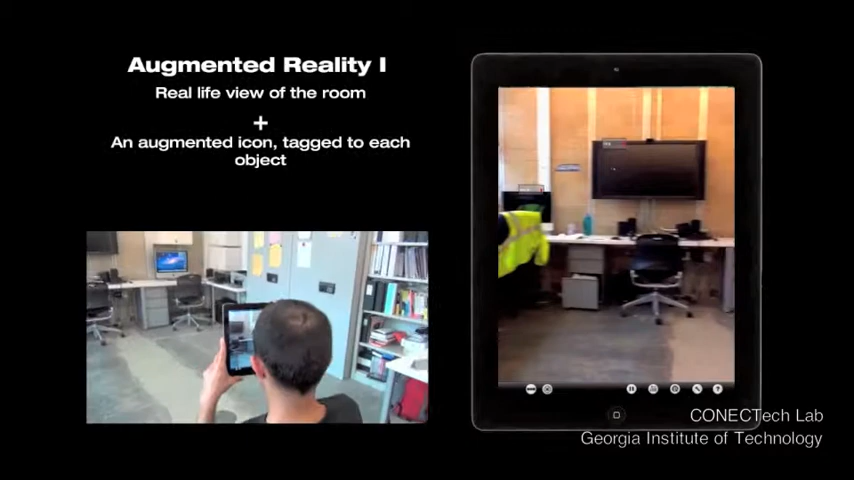 Augmented Reality I
Real life view of the room
+
An augmented icon, tagged to each
object
CONECTech Lab
Georgia Institute of Technology